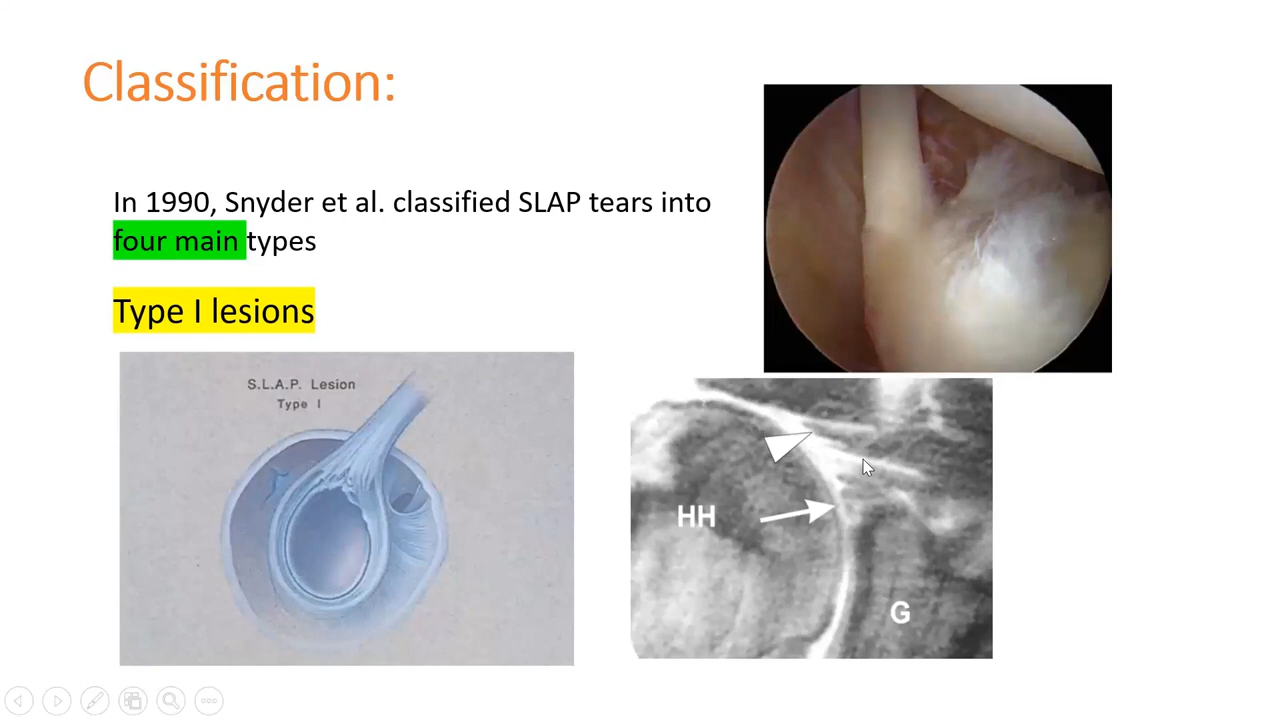 Classification:
In 1990, Snyder et al. classified SLAP tears into
four main types
Type I lesions
S.L.A.P. Lesion
Type I
HH
G